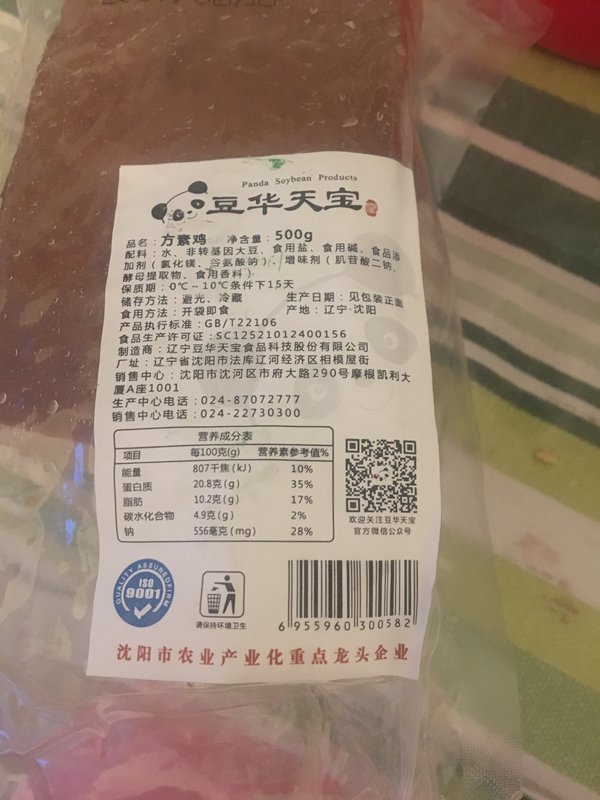 Panda Soybean Products
豆华天宝
品名：方素鸡 净含量：500g
配料：水、非转基因大豆、食用盐、食用碱、食品添
加剂（氯化镁、谷氨酸钠）、增味剂（肌苷酸二钠、
酵母提取物、食用香料）
保质期：0℃~10℃条件下15天
储存方法：避光、冷藏 生产日期：见包装正面
食用方法：开袋即食 产地：辽宁·沈阳
产品执行标准：GB/T22106
食品生产许可证：SC12521012400156
制造商：辽宁豆华天宝食品科技股份有限公司
厂址：辽宁省沈阳市法库辽河经济区相模屋街
销售中心：沈阳市沈河区市府大路290号摩根凯利大
厦A座1001
生产中心电话：024-87072777
销售中心电话：024-22730300
营养成分表
项目 每100克(g) 营养素参考值%
能量 807千焦(kJ) 10%
蛋白质 20.8克(g) 35%
脂肪 10.2克(g) 17%
碳水化合物 4.9克(g) 2%
钠 556毫克(mg) 28%
欢迎关注豆华天宝
官方微信公众号
QUALITY ASSURED FIRM
ISO
9001
请保持环境卫生
6 955960 300582
沈阳市农业产业化重点龙头企业